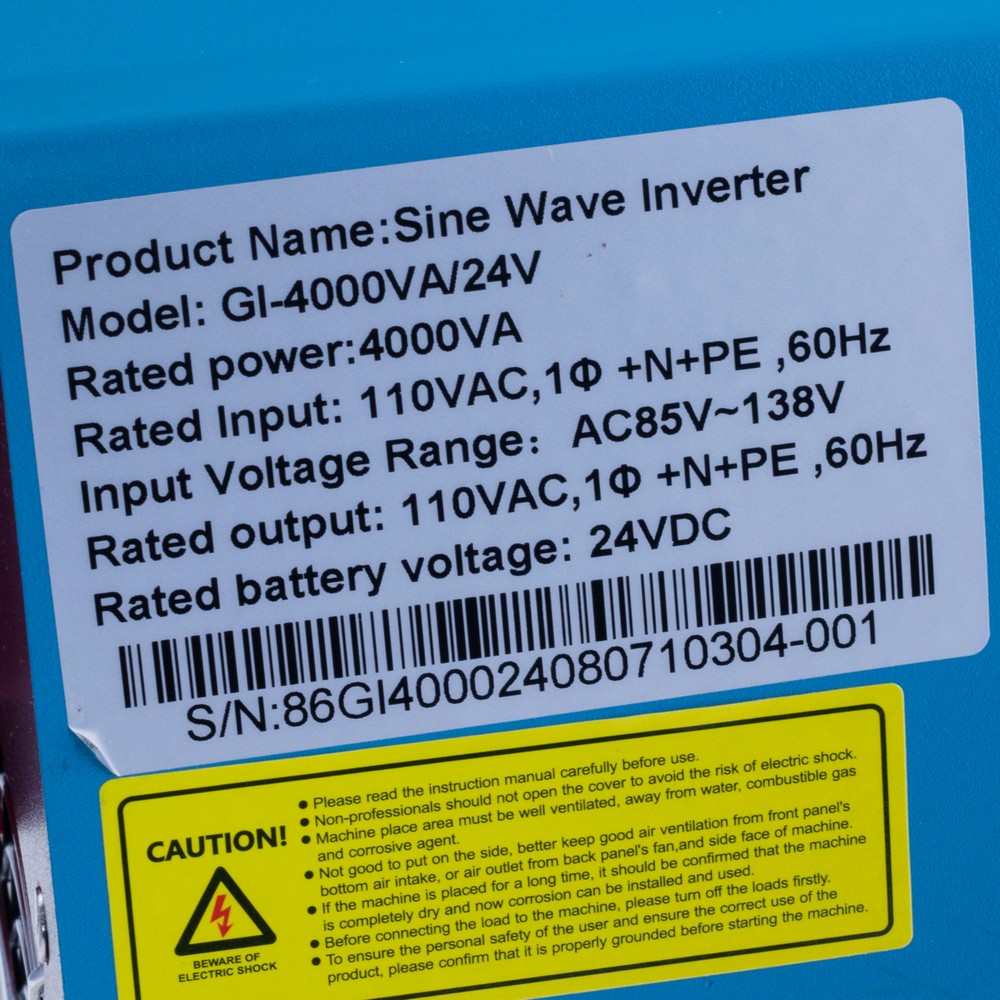 Product Name:Sine Wave Inverter
Model: GI-4000VA/24V
Rated power:4000VA
Rated Input: 110VAC,1Φ +N+PE ,60Hz
Input Voltage Range: AC85V~138V
Rated output: 110VAC,1Φ +N+PE ,60Hz
Rated battery voltage: 24VDC
S/N:86GI400024080710304-001
CAUTION!
BEWARE OF
ELECTRIC SHOCK
● Please read the instruction manual carefully before use.
● Non-professionals should not open the cover to avoid the risk of electric shock.
● Machine place area must be well ventilated, away from water, combustible gas
and corrosive agent.
● Not good to put on the side, better keep good air ventilation from front panel's
bottom air intake, or air outlet from back panel's fan,and side face of machine.
● If the machine is placed for a long time, it should be confirmed that the machine
is completely dry and now corrosion can be installed and used.
● Before connecting the load to the machine, please turn off the loads firstly.
● To ensure the personal safety of the user and ensure the correct use of the
product, please confirm that it is properly grounded before starting the machine.